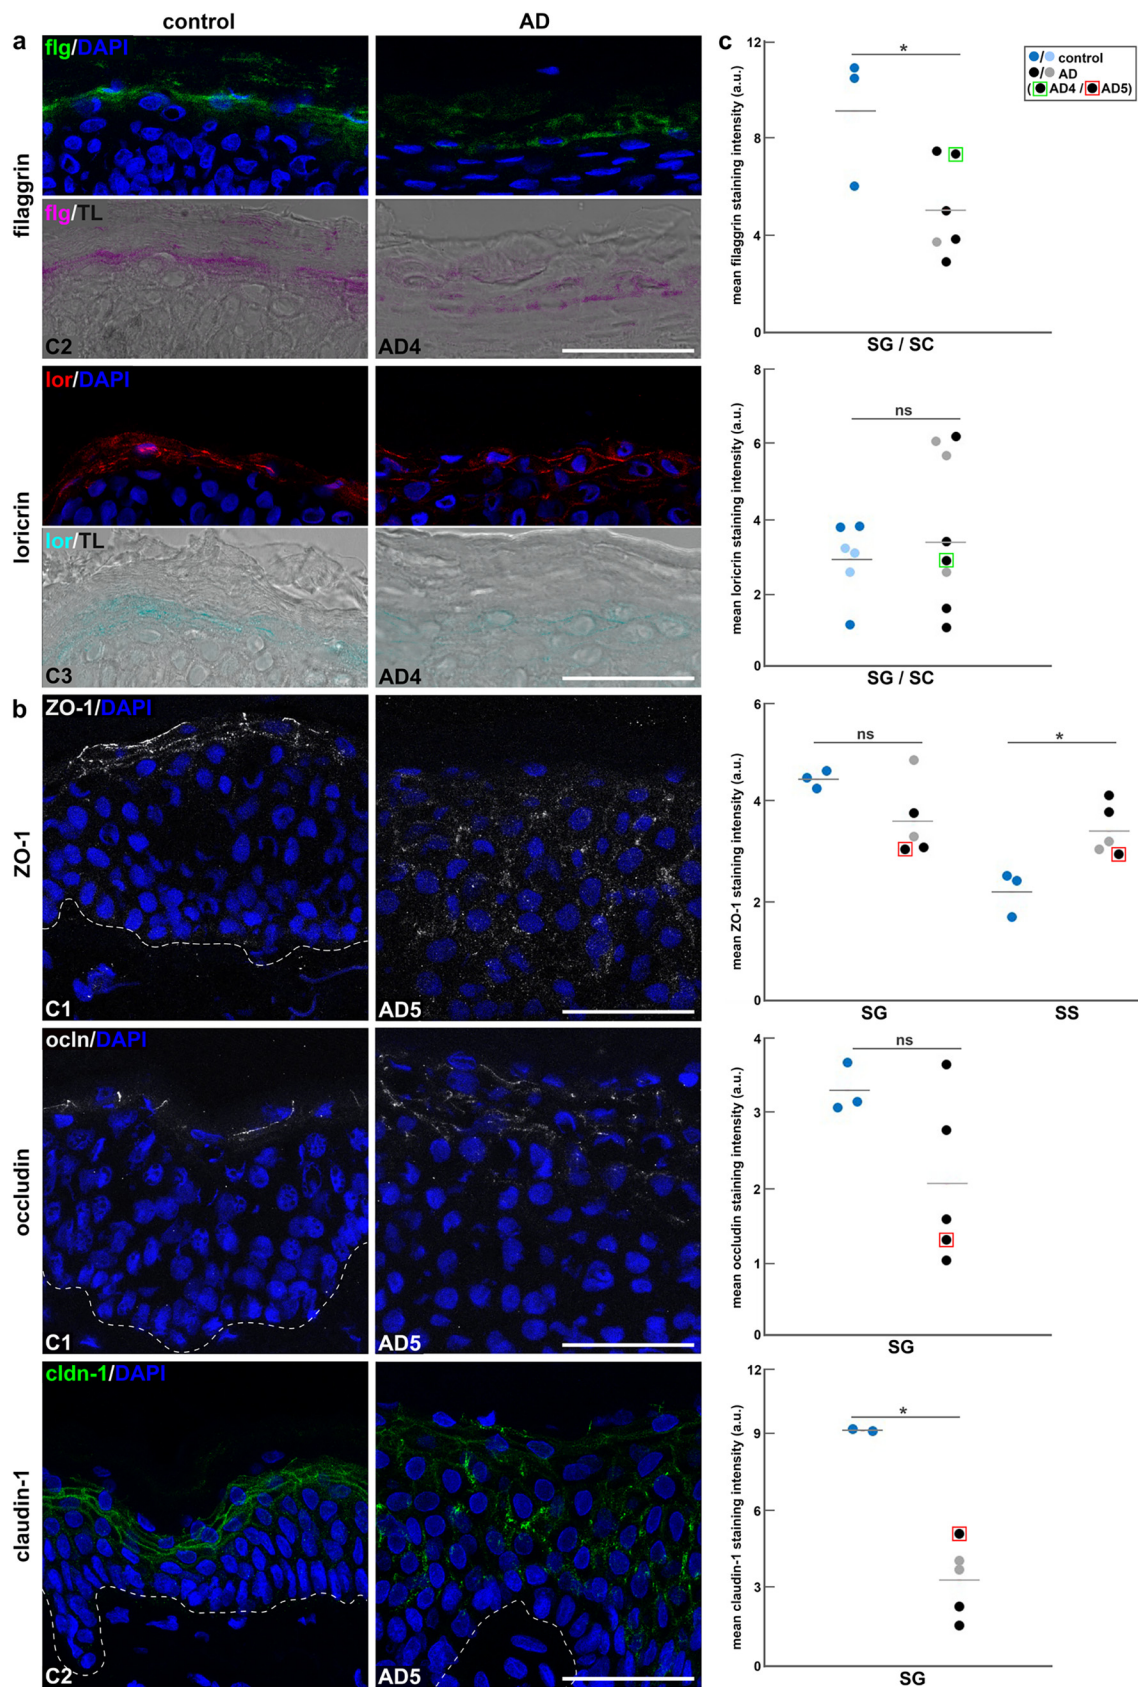 control
AD
a
filaggrin
flg/DAPI
flg/TL
C2
AD4
loricrin
lor/DAPI
lor/TL
C3
AD4
b
ZO-1
ZO-1/DAPI
C1
AD5
occludin
ocln/DAPI
C1
AD5
claudin-1
cldn-1/DAPI
C2
AD5
c
mean filaggrin staining intensity (a.u.)
12
8
4
0
*
●/● control
●/● AD
(● AD4 / ● AD5)
SG / SC
mean loricrin staining intensity (a.u.)
8
6
4
2
0
ns
SG / SC
mean ZO-1 staining intensity (a.u.)
6
4
2
0
ns
*
SG
SS
mean occludin staining intensity (a.u.)
4
3
2
1
0
ns
SG
mean claudin-1 staining intensity (a.u.)
12
9
6
3
0
*
SG